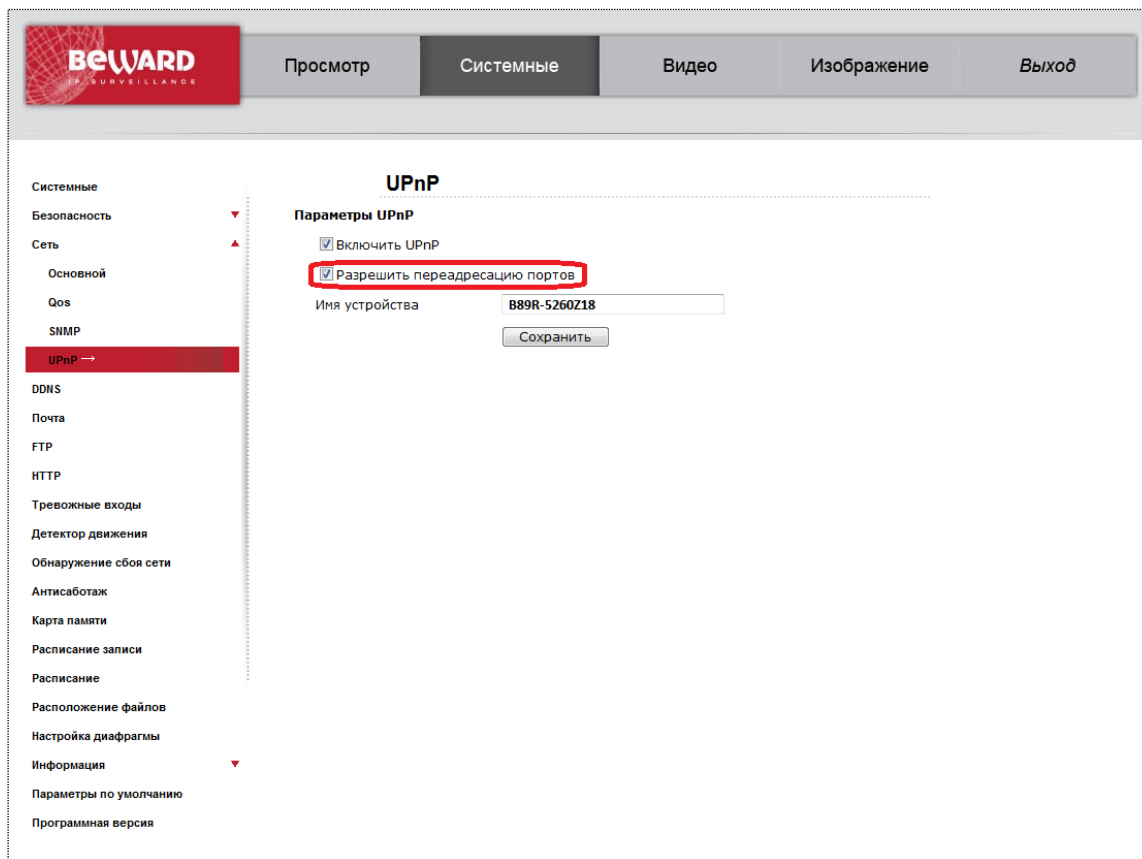 BEWARD
IP SURVEILLANCE
Просмотр
Системные
Видео
Изображение
Выход
Системные
Безопасность
Сеть
Основной
Qos
SNMP
UPnP →
DDNS
Почта
FTP
HTTP
Тревожные входы
Детектор движения
Обнаружение сбоя сети
Антисаботаж
Карта памяти
Расписание записи
Расписание
Расположение файлов
Настройка диафрагмы
Информация
Параметры по умолчанию
Программная версия
UPnP
Параметры UPnP
Включить UPnP
Разрешить переадресацию портов
Имя устройства B89R-5260Z18
Сохранить